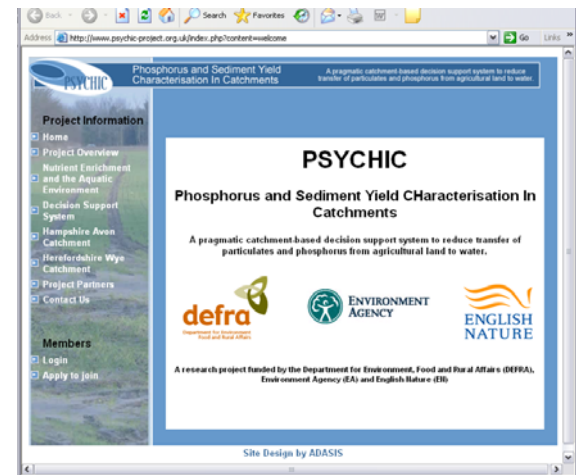 Back
Search
Favorites
Address http://www.psychic-project.org.uk/index.php?content=welcome
Go
Links »
PSYCHIC
Phosphorus and Sediment Yield
Characterisation In Catchments
A pragmatic catchment-based decision support system to reduce
transfer of particulates and phosphorus from agricultural land to water.
Project Information
Home
Project Overview
Nutrient Enrichment
and the Aquatic
Environment
Decision Support
System
Hampshire Avon
Catchment
Herefordshire Wye
Catchment
Project Partners
Contact Us
Members
Login
Apply to join
PSYCHIC
Phosphorus and Sediment Yield CHaracterisation In
Catchments
A pragmatic catchment-based decision support system to reduce transfer of
particulates and phosphorus from agricultural land to water.
defra
Department for Environment
Food and Rural Affairs
ENVIRONMENT
AGENCY
ENGLISH
NATURE
A research project funded by the Department for Environment, Food and Rural Affairs (DEFRA),
Environment Agency (EA) and English Nature (EN)
Site Design by ADASIS